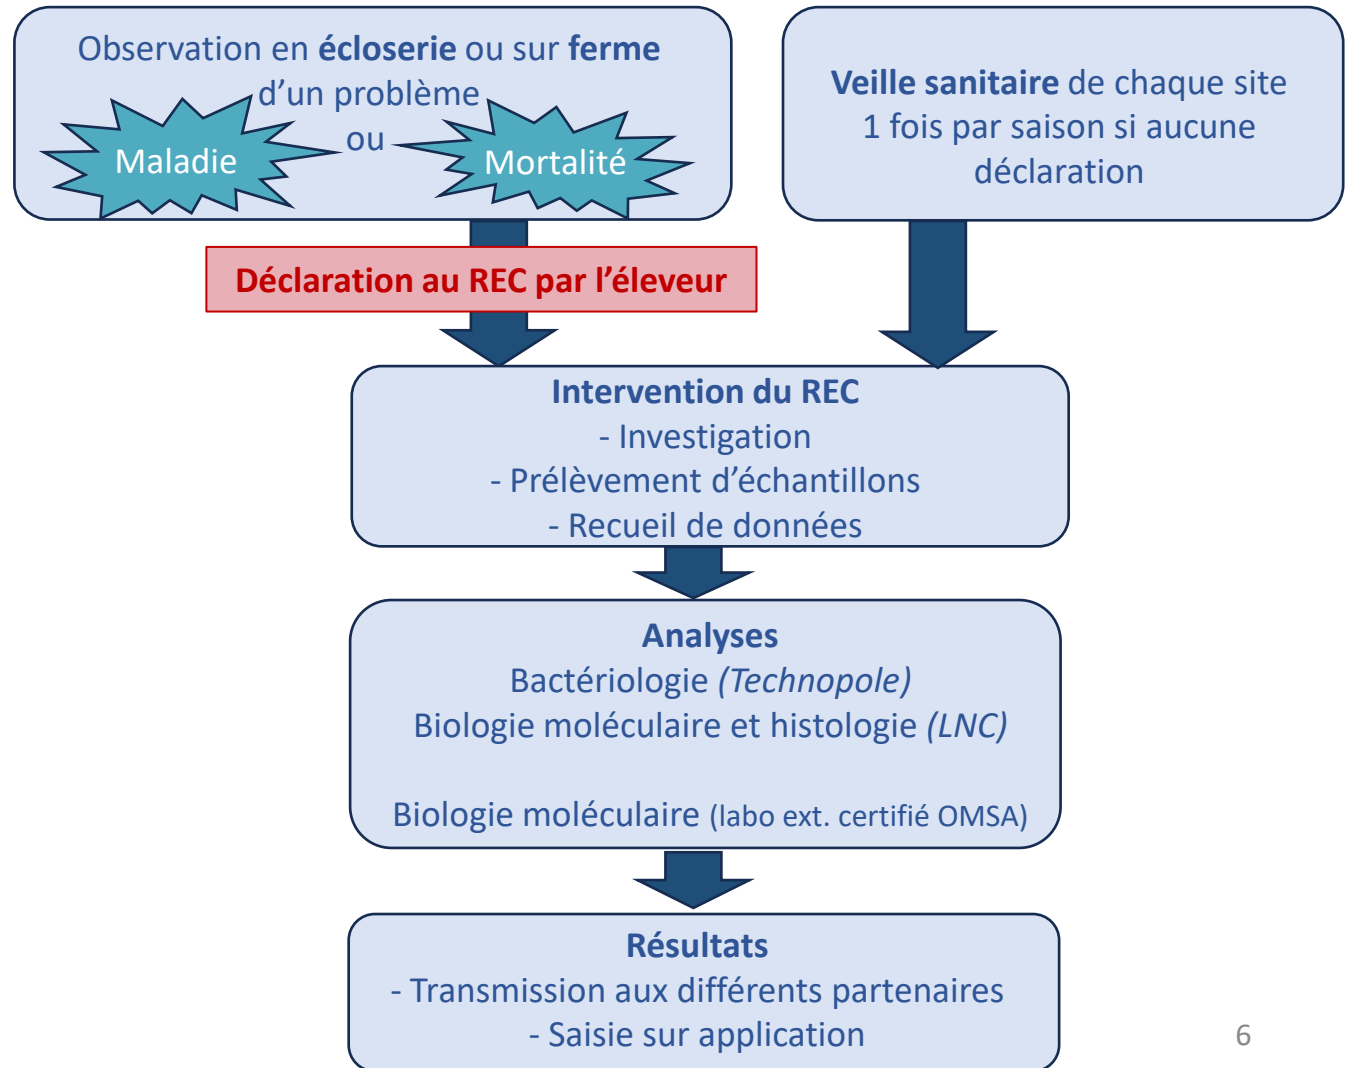 Observation en écloserie ou sur ferme
d’un problème
ou
Maladie
Mortalité
Veille sanitaire de chaque site
1 fois par saison si aucune
déclaration
Déclaration au REC par l’éleveur
Intervention du REC
- Investigation
- Prélèvement d’échantillons
- Recueil de données
Analyses
Bactériologie (Technopole)
Biologie moléculaire et histologie (LNC)
Biologie moléculaire (labo ext. certifié OMSA)
Résultats
- Transmission aux différents partenaires
- Saisie sur application
6